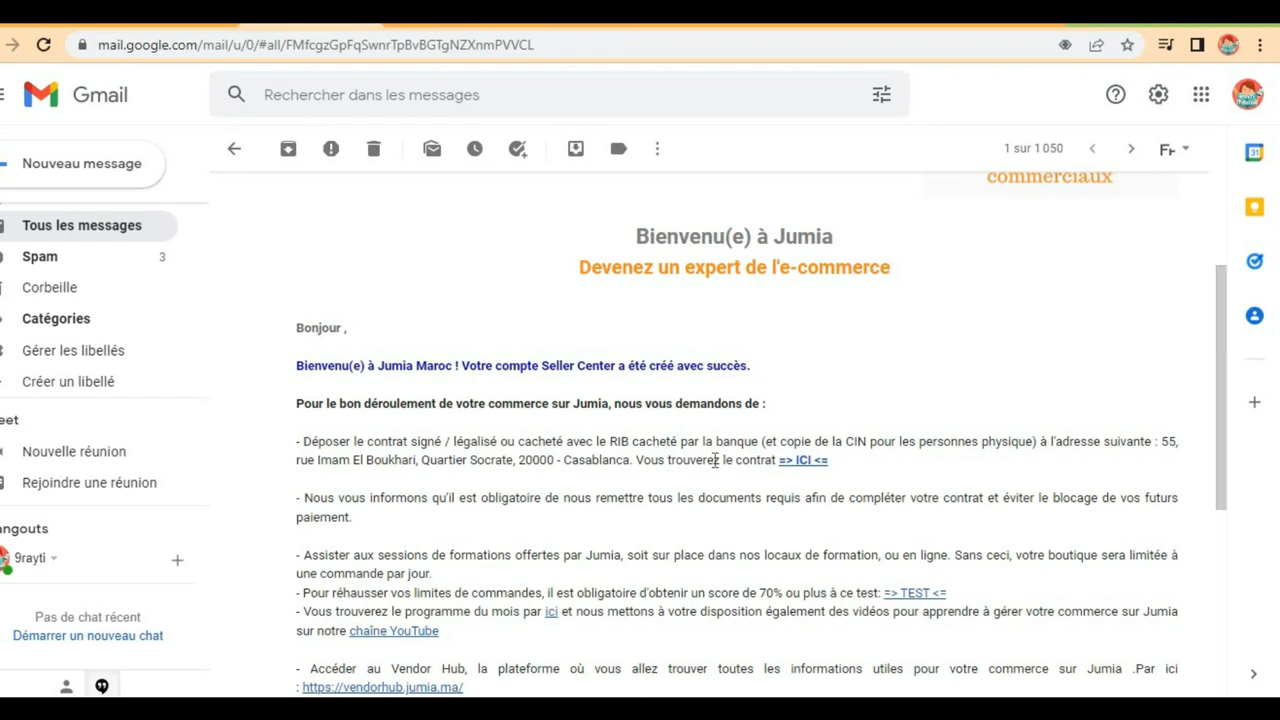 mail.google.com/mail/u/0/#all/FMfcgzGpFqSwnrTpBvBGTgNZXnmPVVCL
Gmail
Rechercher dans les messages
Nouveau message
1 sur 1 050
Fr
commerciaux
Tous les messages
Spam 3
Corbeille
Catégories
Gérer les libellés
Créer un libellé
eet
Nouvelle réunion
Rejoindre une réunion
angouts
9rayti
Pas de chat récent
Démarrer un nouveau chat
Bienvenu(e) à Jumia
Devenez un expert de l'e-commerce
Bonjour ,
Bienvenu(e) à Jumia Maroc ! Votre compte Seller Center a été créé avec succès.
Pour le bon déroulement de votre commerce sur Jumia, nous vous demandons de :
- Déposer le contrat signé / légalisé ou cacheté avec le RIB cacheté par la banque (et copie de la CIN pour les personnes physique) à l'adresse suivante : 55,
rue Imam El Boukhari, Quartier Socrate, 20000 - Casablanca. Vous trouverez le contrat => ICI <=
- Nous vous informons qu'il est obligatoire de nous remettre tous les documents requis afin de compléter votre contrat et éviter le blocage de vos futurs
paiement.
- Assister aux sessions de formations offertes par Jumia, soit sur place dans nos locaux de formation, ou en ligne. Sans ceci, votre boutique sera limitée à
une commande par jour.
- Pour réhausser vos limites de commandes, il est obligatoire d'obtenir un score de 70% ou plus à ce test: => TEST <=
- Vous trouverez le programme du mois par ici et nous mettons à votre disposition également des vidéos pour apprendre à gérer votre commerce sur Jumia
sur notre chaîne YouTube
- Accéder au Vendor Hub, la plateforme où vous allez trouver toutes les informations utiles pour votre commerce sur Jumia .Par ici
: https://vendorhub.jumia.ma/
31